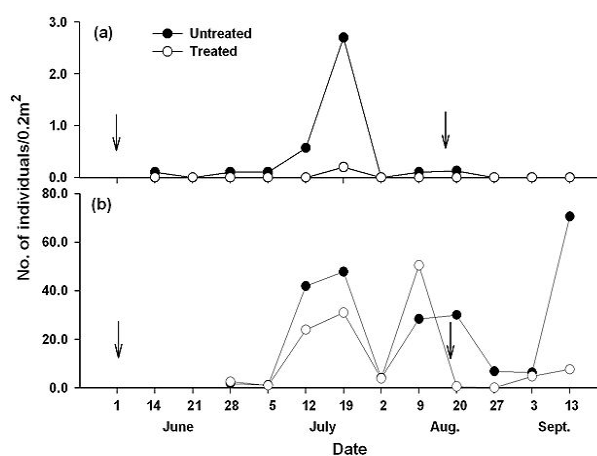 (a)
Untreated
Treated
3.0
2.0
1.0
0.0
No. of individuals/0.2m²
(b)
80.0
60.0
40.0
20.0
0.0
1 14 21 28 5 12 19 2 9 20 27 3 13
June July Aug. Sept.
Date